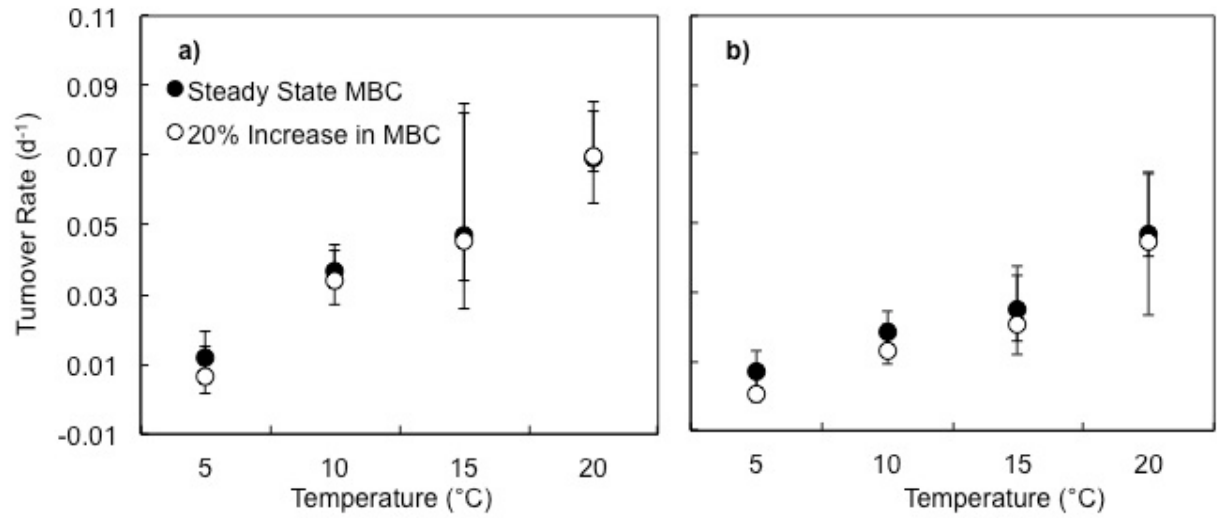 a)
Steady State MBC
20% Increase in MBC
Turnover Rate (d⁻¹)
0.11
0.09
0.07
0.05
0.03
0.01
-0.01
5 10 15 20
Temperature (°C)
b)
5 10 15 20
Temperature (°C)